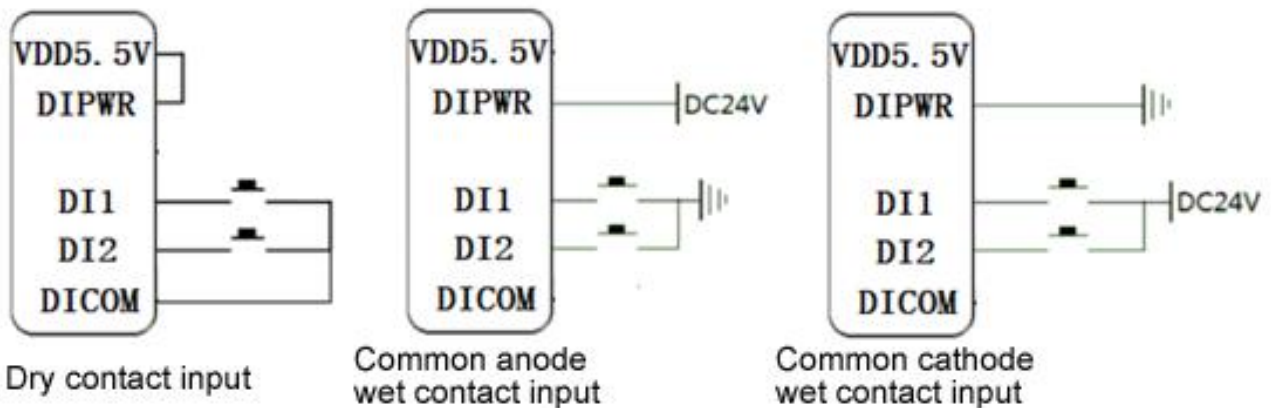 VDD5. 5V
DIPWR
DI1
DI2
DICOM
Dry contact input
VDD5. 5V
DIPWR
DC24V
DI1
DI2
DICOM
Common anode
wet contact input
VDD5. 5V
DIPWR
DI1
DC24V
DI2
DICOM
Common cathode
wet contact input